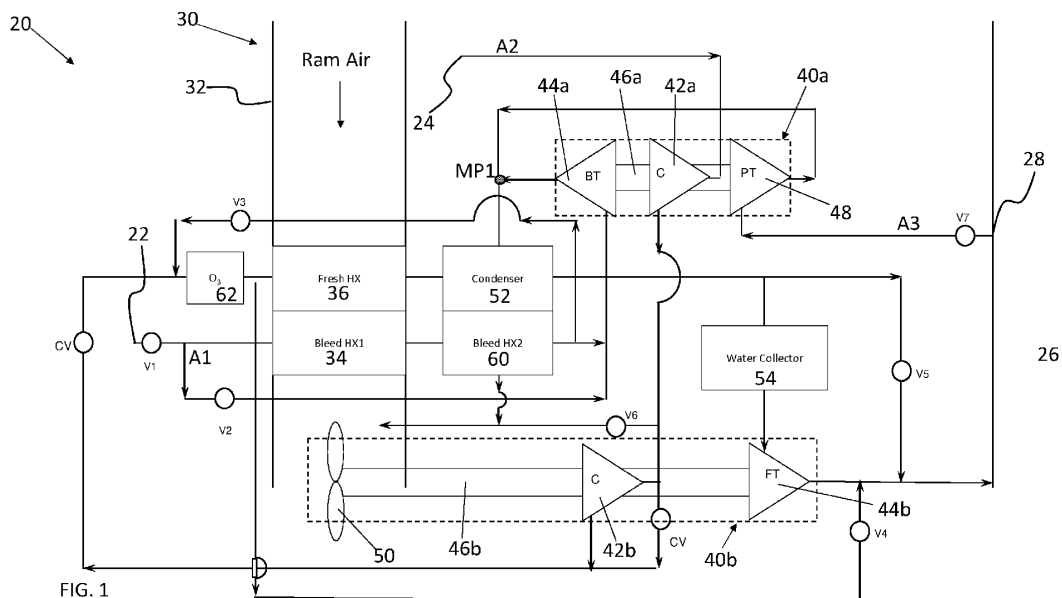 20
30
Ram Air
A2
32
24
44a
46a
42a
40a
MP1
BT
C
PT
28
48
V3
A3
V7
22
O3
62
Fresh HX
36
Condenser
52
CV
V1
A1
Bleed HX1
34
Bleed HX2
60
Water Collector
54
26
V5
V2
V6
C
FT
44b
50
46b
42b
CV
40b
V4
FIG. 1